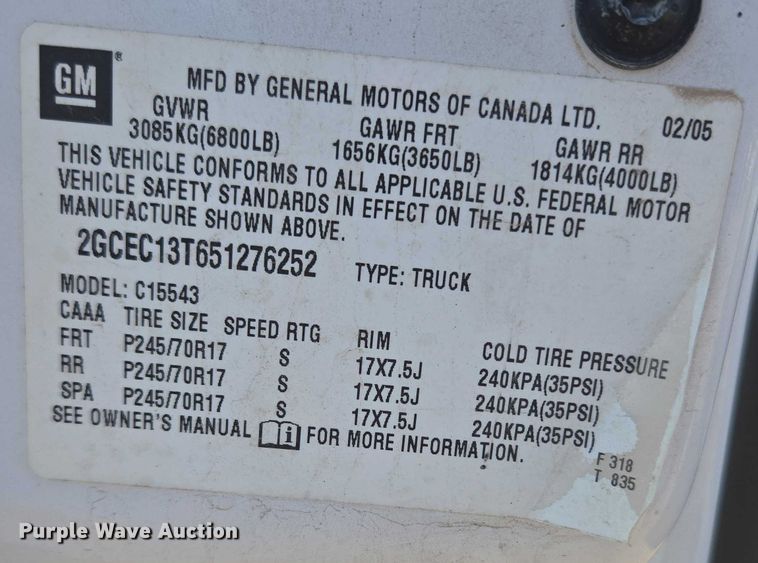 GM ®
MFD BY GENERAL MOTORS OF CANADA LTD. 02/05
GVWR GAWR FRT GAWR RR
3085KG(6800LB) 1656KG(3650LB) 1814KG(4000LB)
THIS VEHICLE CONFORMS TO ALL APPLICABLE U.S. FEDERAL MOTOR
VEHICLE SAFETY STANDARDS IN EFFECT ON THE DATE OF
MANUFACTURE SHOWN ABOVE.
2GCEC13T651276252 TYPE: TRUCK
MODEL: C15543
CAAA TIRE SIZE SPEED RTG RIM COLD TIRE PRESSURE
FRT P245/70R17 S 17X7.5J 240KPA(35PSI)
RR P245/70R17 S 17X7.5J 240KPA(35PSI)
SPA P245/70R17 S 17X7.5J 240KPA(35PSI)
SEE OWNER'S MANUAL i FOR MORE INFORMATION.
F 318
T 835
Purple Wave Auction